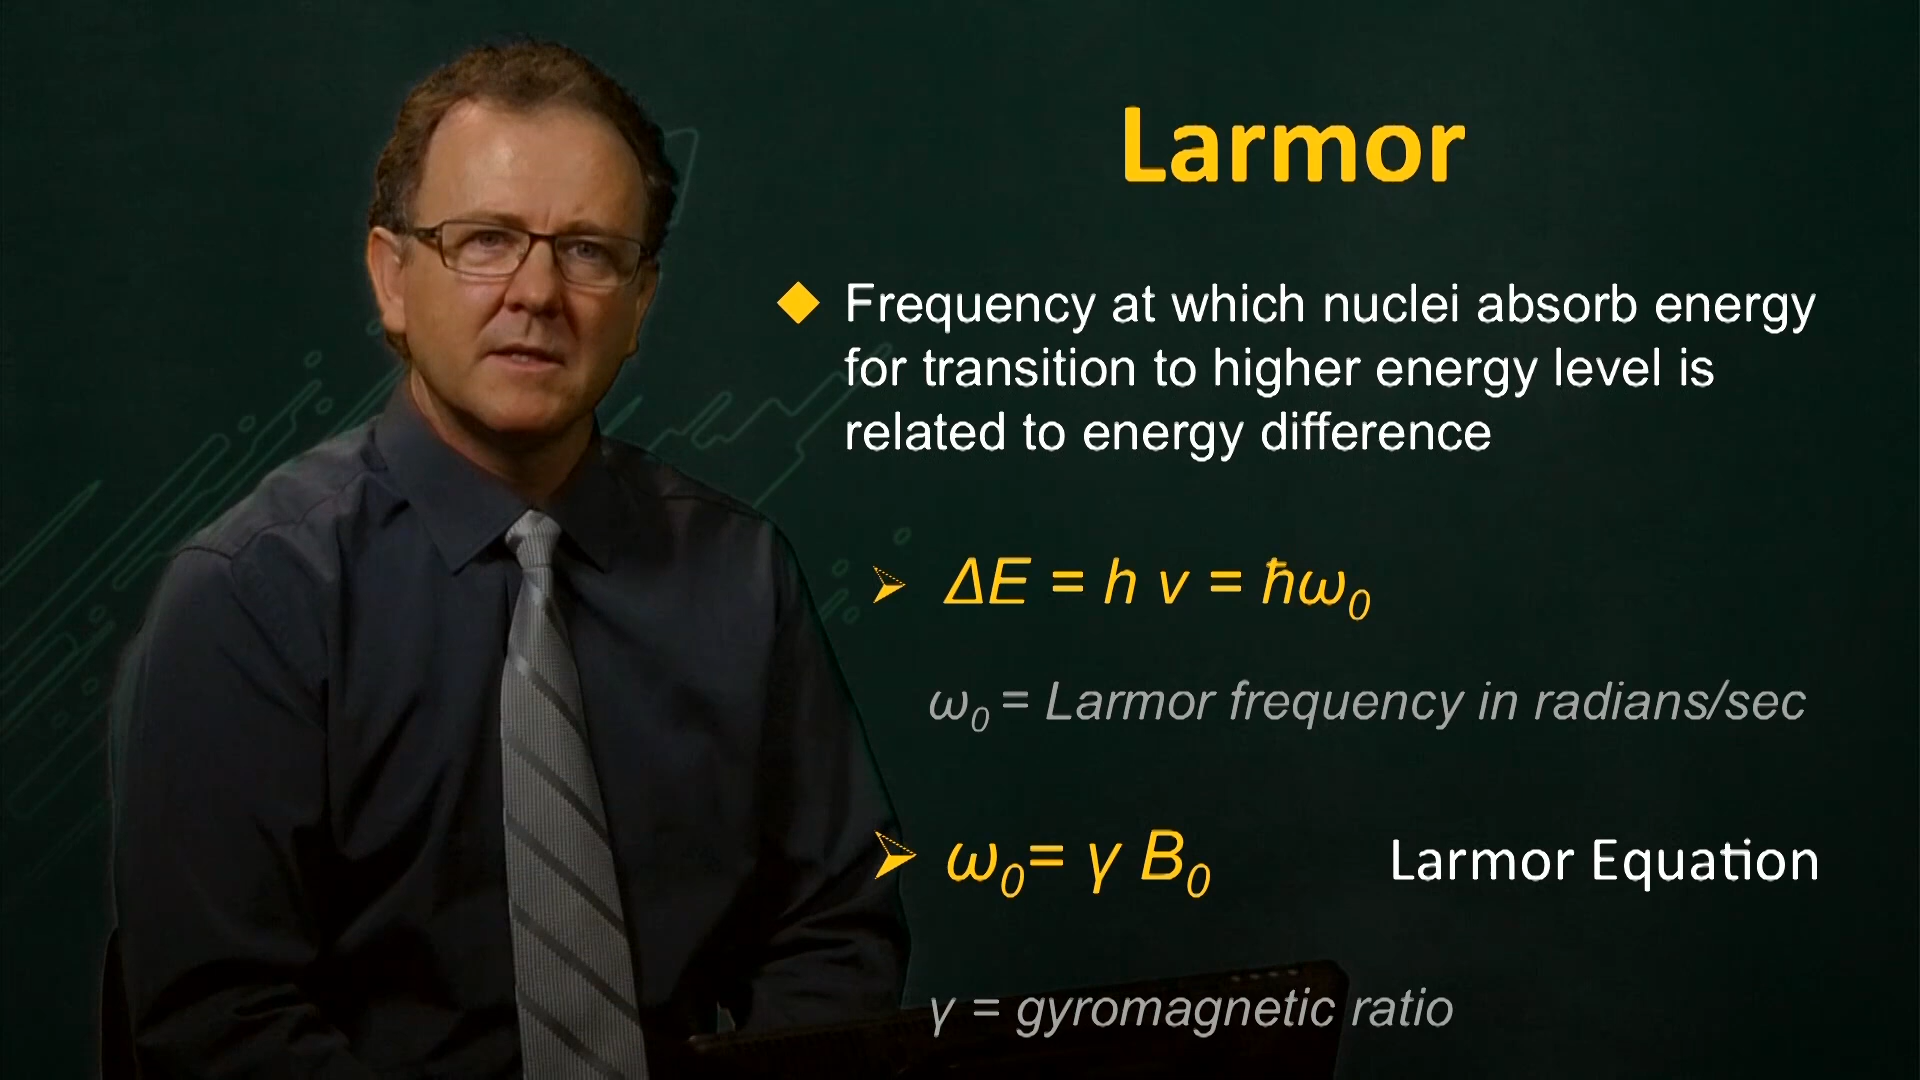 Larmor
Frequency at which nuclei absorb energy
for transition to higher energy level is
related to energy difference
ΔE = h ν = ħω₀
ω₀ = Larmor frequency in radians/sec
ω₀= γ B₀ Larmor Equation
γ = gyromagnetic ratio